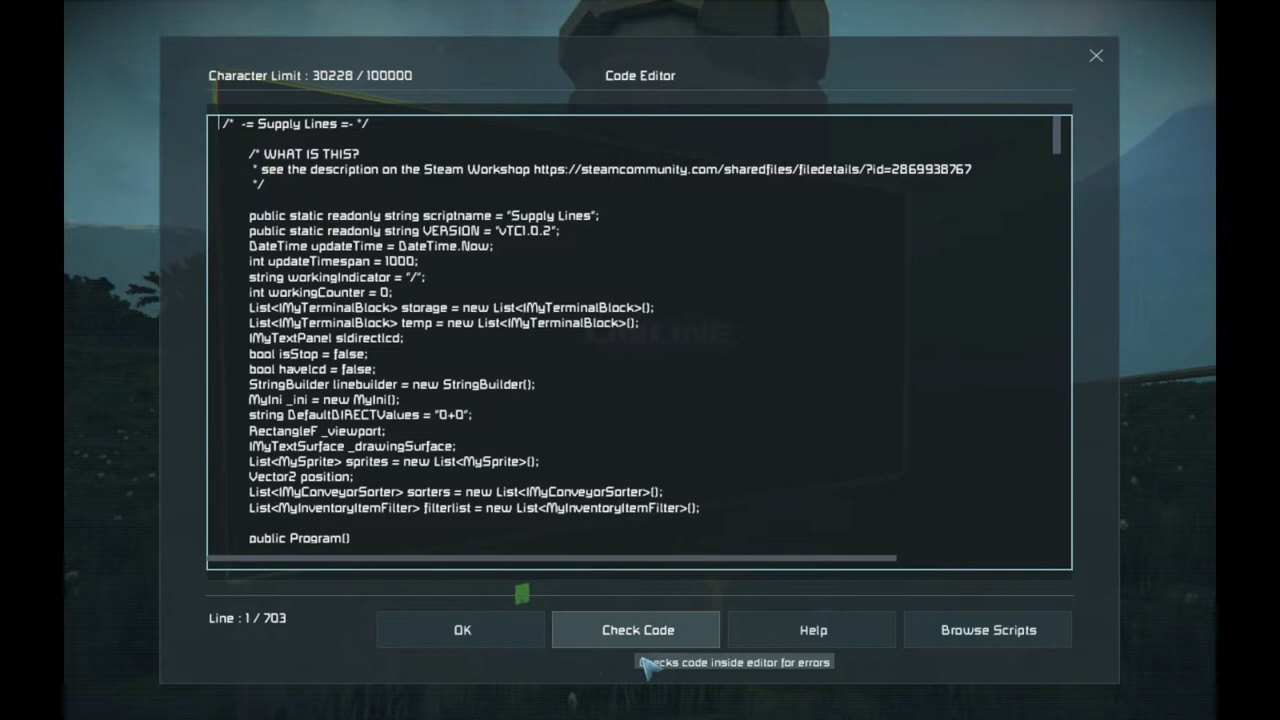 Character Limit : 30228 / 100000
Code Editor
/* -= Supply Lines =- */
/* WHAT IS THIS?
* see the description on the Steam Workshop https://steamcommunity.com/sharedfiles/filedetails/?id=2869938767
*/
public static readonly string scriptname = "Supply Lines";
public static readonly string VERSION = "vTC1.0.2";
DateTime updateTime = DateTime.Now;
int updateTimespan = 1000;
string workingIndicator = "/";
int workingCounter = 0;
List<IMyTerminalBlock> storage = new List<IMyTerminalBlock>();
List<IMyTerminalBlock> temp = new List<IMyTerminalBlock>();
IMyTextPanel sldirectlcd;
bool isStop = false;
bool havelcd = false;
StringBuilder linebuilder = new StringBuilder();
MyIni _ini = new MyIni();
string DefaultDIRECTValues = "0+0";
RectangleF _viewport;
IMyTextSurface _drawingSurface;
List<MySprite> sprites = new List<MySprite>();
Vector2 position;
List<IMyConveyorSorter> sorters = new List<IMyConveyorSorter>();
List<MyInventoryItemFilter> filterlist = new List<MyInventoryItemFilter>();
public Program()
Line : 1 / 703
OK
Check Code
Help
Browse Scripts
code inside editor for errors